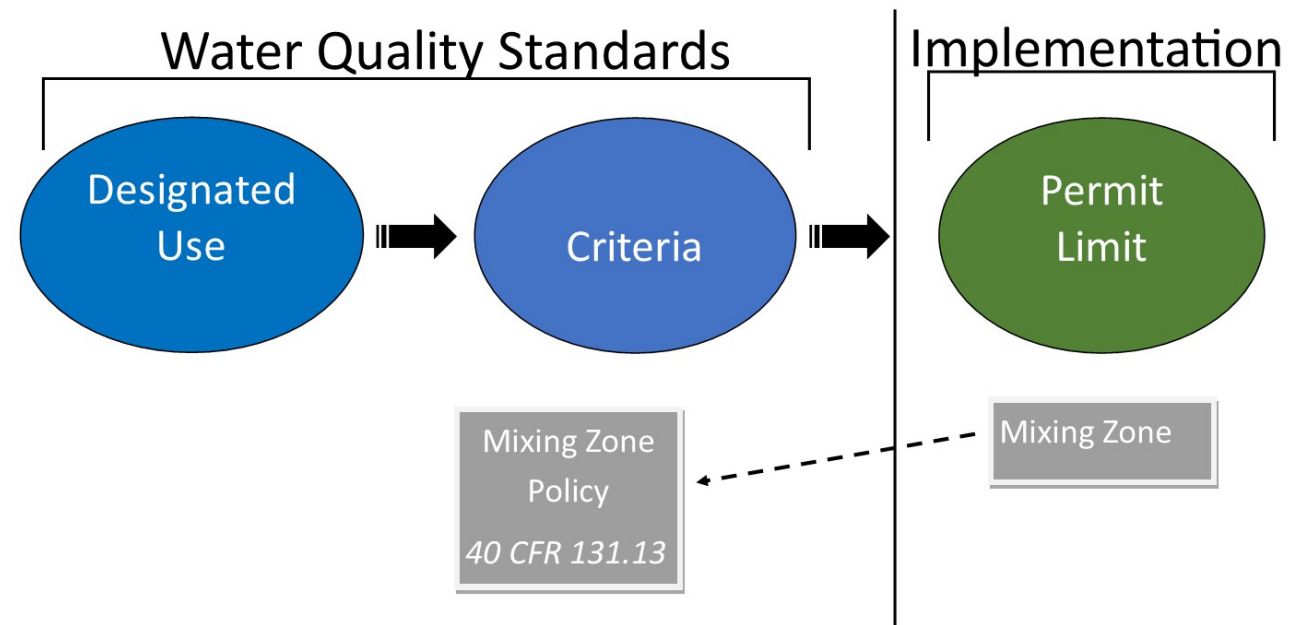 Water Quality Standards
Implementation
Designated
Use
Criteria
Permit
Limit
Mixing Zone
Policy
40 CFR 131.13
Mixing Zone